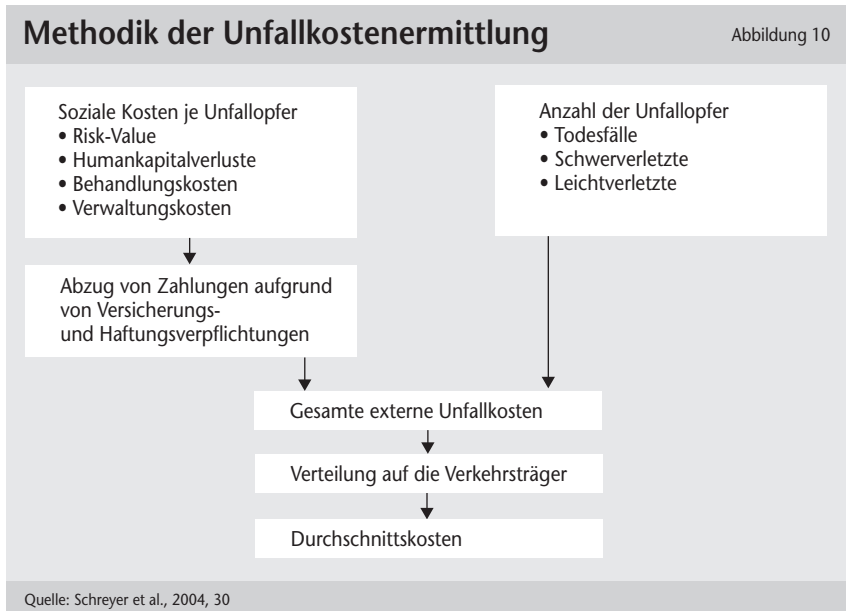 Methodik der Unfallkostenermittlung
Abbildung 10
Soziale Kosten je Unfallopfer
• Risk-Value
• Humankapitalverluste
• Behandlungskosten
• Verwaltungskosten
Anzahl der Unfallopfer
• Todesfälle
• Schwerverletzte
• Leichtverletzte
Abzug von Zahlungen aufgrund
von Versicherungs-
und Haftungsverpflichtungen
Gesamte externe Unfallkosten
Verteilung auf die Verkehrsträger
Durchschnittskosten
Quelle: Schreyer et al., 2004, 30